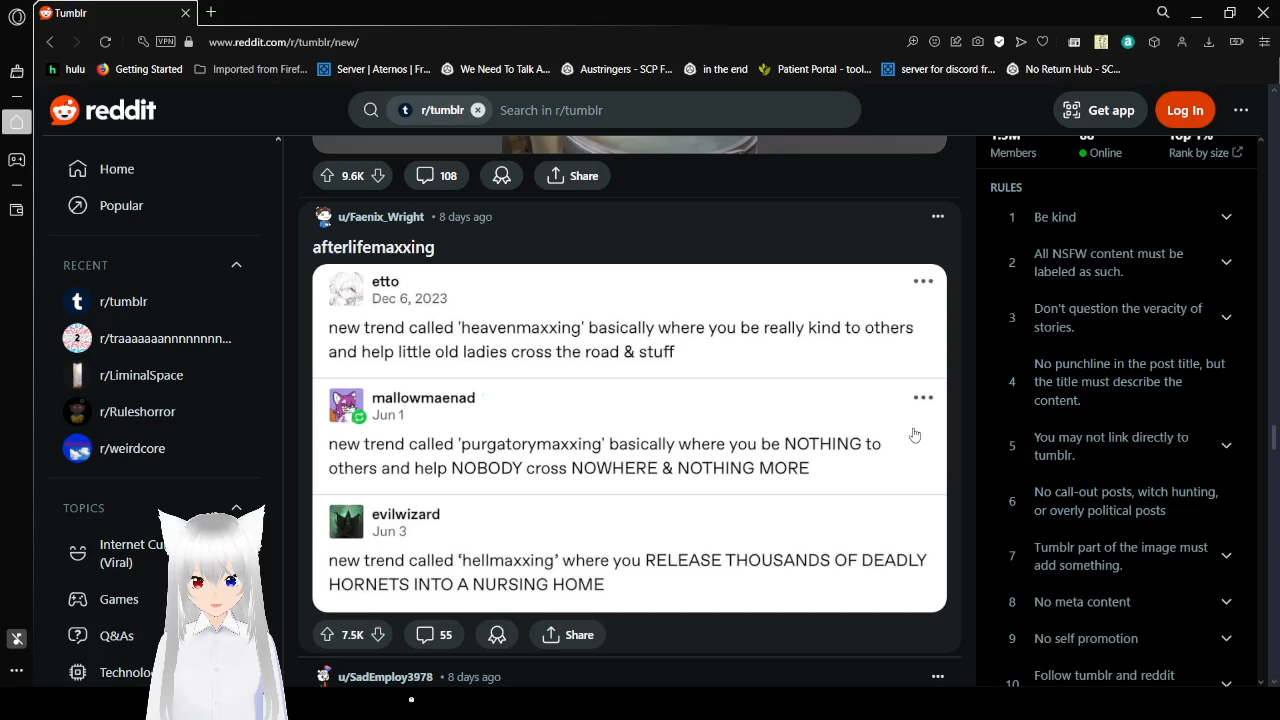 Tumblr
www.reddit.com/r/tumblr/new/
VPN
hulu
Getting Started
Imported from Firef...
Server | Aternos | Fr...
We Need To Talk A...
Austringers - SCP F...
in the end
Patient Portal - tool...
server for discord fr...
No Return Hub - SC...
reddit
r/tumblr
Search in r/tumblr
Get app
Log In
Home
Popular
RECENT
r/tumblr
r/traaaaaaannnnnnnn...
r/LiminalSpace
r/Ruleshorror
r/weirdcore
TOPICS
Internet Cu
(Viral)
Games
Q&As
Technolo
9.6K
108
Share
u/Faenix_Wright • 8 days ago
afterlifemaxxing
etto
Dec 6, 2023
new trend called 'heavenmaxxing' basically where you be really kind to others
and help little old ladies cross the road & stuff
mallowmaenad
Jun 1
new trend called 'purgatorymaxxing' basically where you be NOTHING to
others and help NOBODY cross NOWHERE & NOTHING MORE
evilwizard
Jun 3
new trend called ‘hellmaxxing’ where you RELEASE THOUSANDS OF DEADLY
HORNETS INTO A NURSING HOME
7.5K
55
Share
u/SadEmploy3978 • 8 days ago
Members
Online
Top 1%
Rank by size
RULES
1 Be kind
2 All NSFW content must be
labeled as such.
3 Don't question the veracity of
stories.
4 No punchline in the post title, but
the title must describe the
content.
5 You may not link directly to
tumblr.
6 No call-out posts, witch hunting,
or overly political posts
7 Tumblr part of the image must
add something.
8 No meta content
9 No self promotion
10 Follow tumblr and reddit